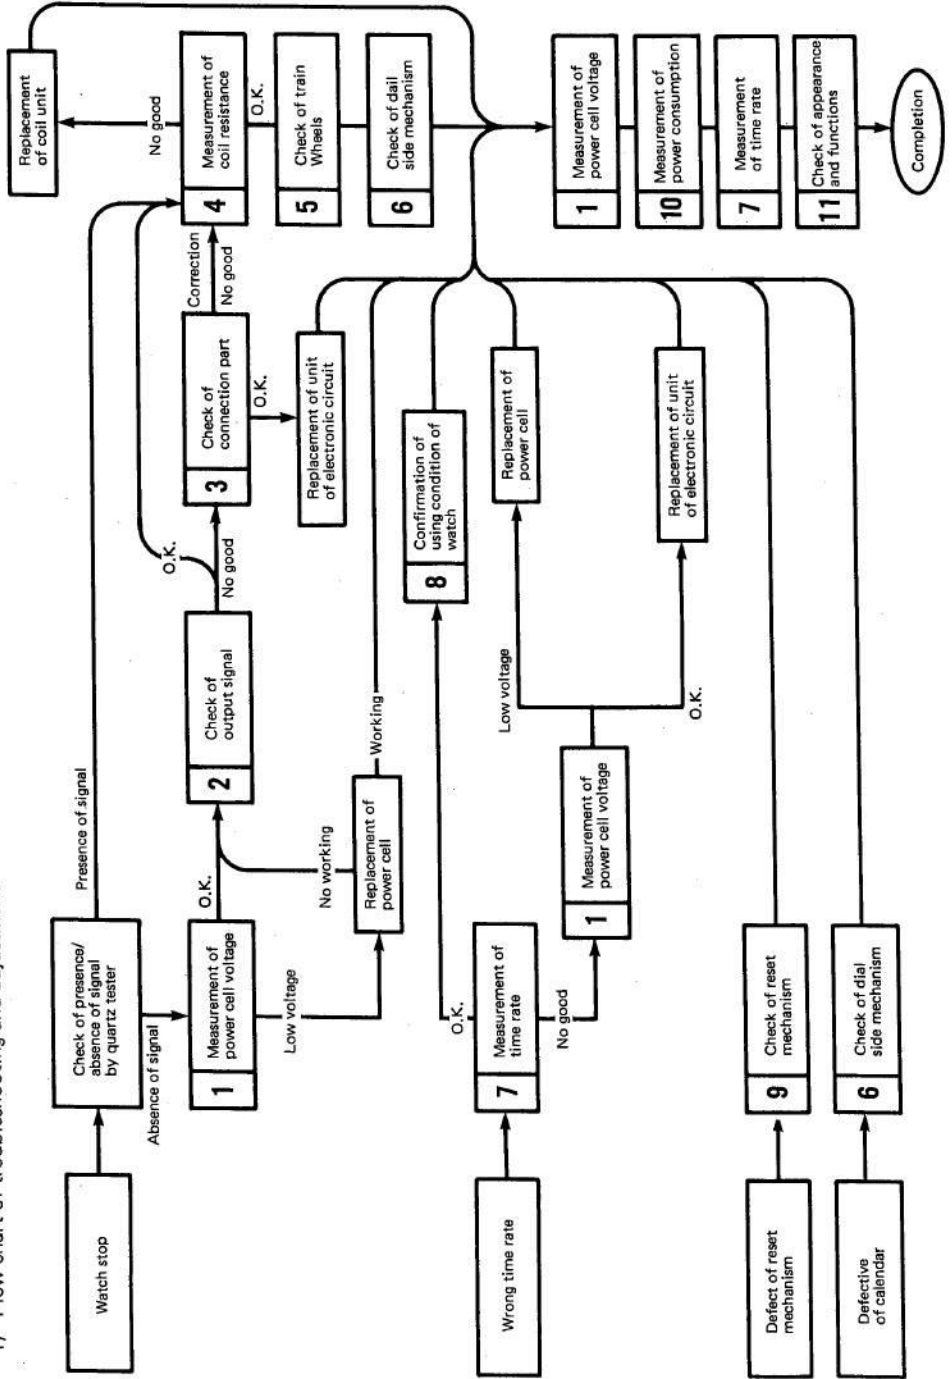 Watch stop
Check of presence/
absence of signal
by quartz tester
Presence of signal
Absence of signal
1
Measurement of
power cell voltage
O.K.
Low voltage
Replacement of
power cell
No working
Working
2
Check of
output signal
O.K.
No good
3
Check of
connection part
Correction
No good
O.K.
Replacement of unit
of electronic circuit
4
Measurement of
coil resistance
No good
Replacement
of coil unit
O.K.
5
Check of train
Wheels
6
Check of dail
side mechanism
Wrong time rate
7
Measurement of
time rate
O.K.
No good
8
Confirmation of
using condition of
watch
1
Measurement of
power cell voltage
Low voltage
O.K.
Replacement of
power cell
Replacement of unit
of electronic circuit
Defect of reset
mechanism
9
Check of reset
mechanism
Defective
of calendar
6
Check of dial
side mechanism
1
Measurement of
power cell voltage
10
Measurement of
power consumption
7
Measurement
of time rate
11
Check of appearance
and functions
Completion